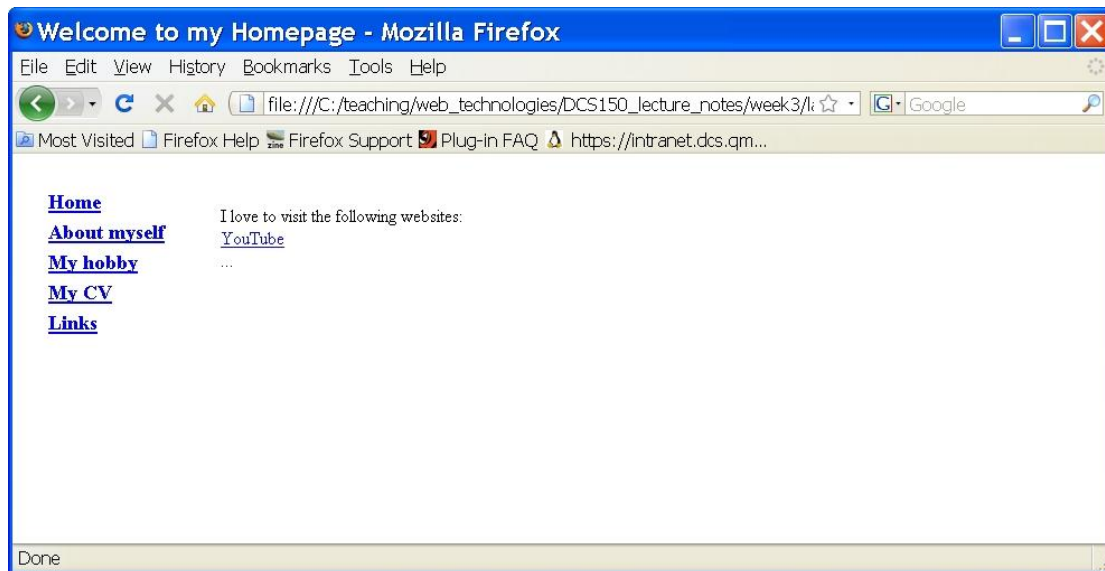 Welcome to my Homepage - Mozilla Firefox
File Edit View History Bookmarks Tools Help
file:///C:/teaching/web_technologies/DCS150_lecture_notes/week3/la G Google
Most Visited Firefox Help zine Firefox Support Plug-in FAQ https://intranet.dcs.qm...
Home
About myself
My hobby
My CV
Links
I love to visit the following websites:
YouTube
...
Done